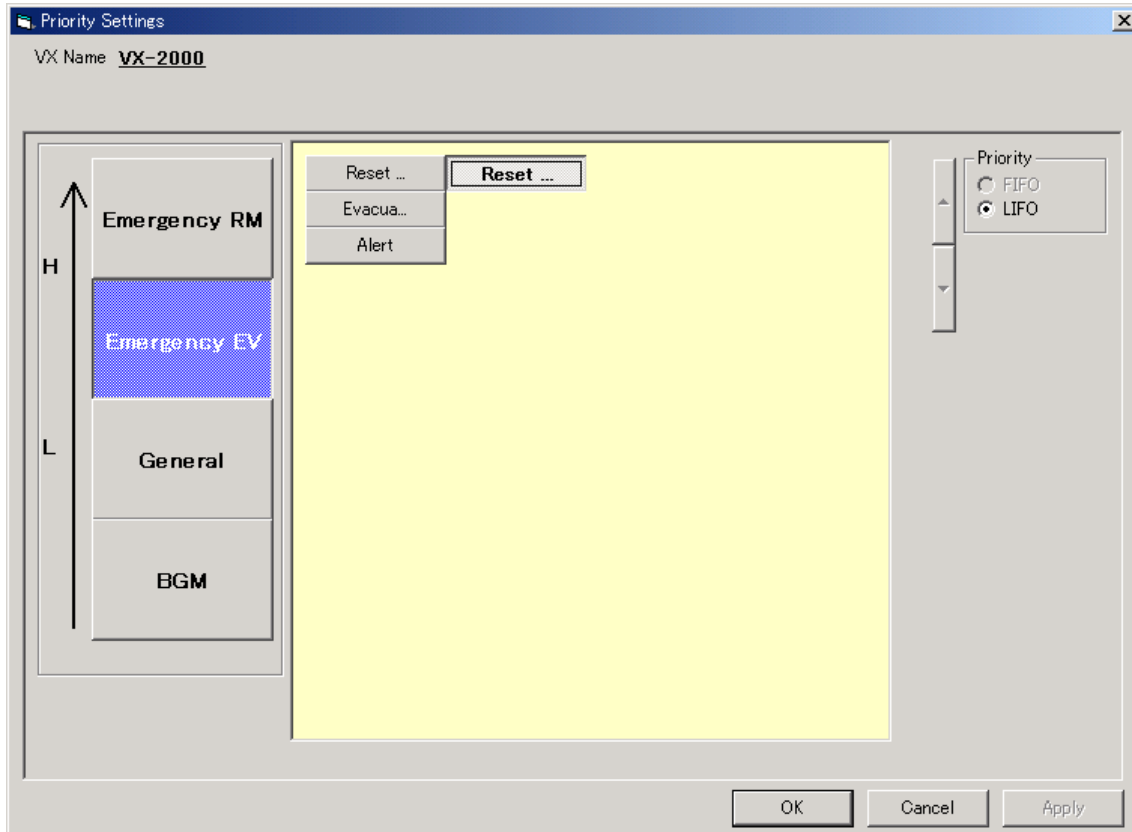 Priority Settings
VX Name VX-2000
H
L
Emergency RM
Emergency EV
General
BGM
Reset ... Reset ...
Evacua...
Alert
Priority
FIFO
LIFO
OK Cancel Apply